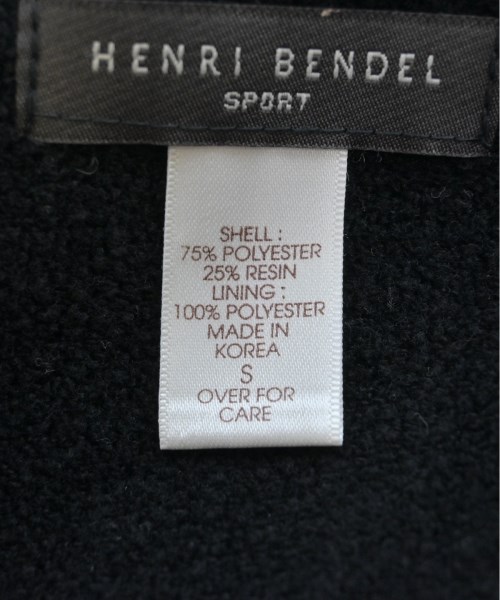 HENRI BENDEL
SPORT
SHELL :
75% POLYESTER
25% RESIN
LINING :
100% POLYESTER
MADE IN
KOREA
S
OVER FOR
CARE